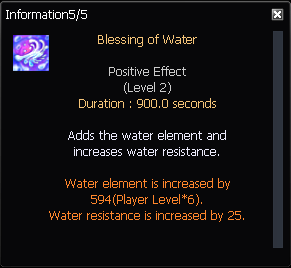 Information5/5
Blessing of Water
Positive Effect
(Level 2)
Duration : 900.0 seconds
Adds the water element and
increases water resistance.
Water element is increased by
594(Player Level*6).
Water resistance is increased by 25.